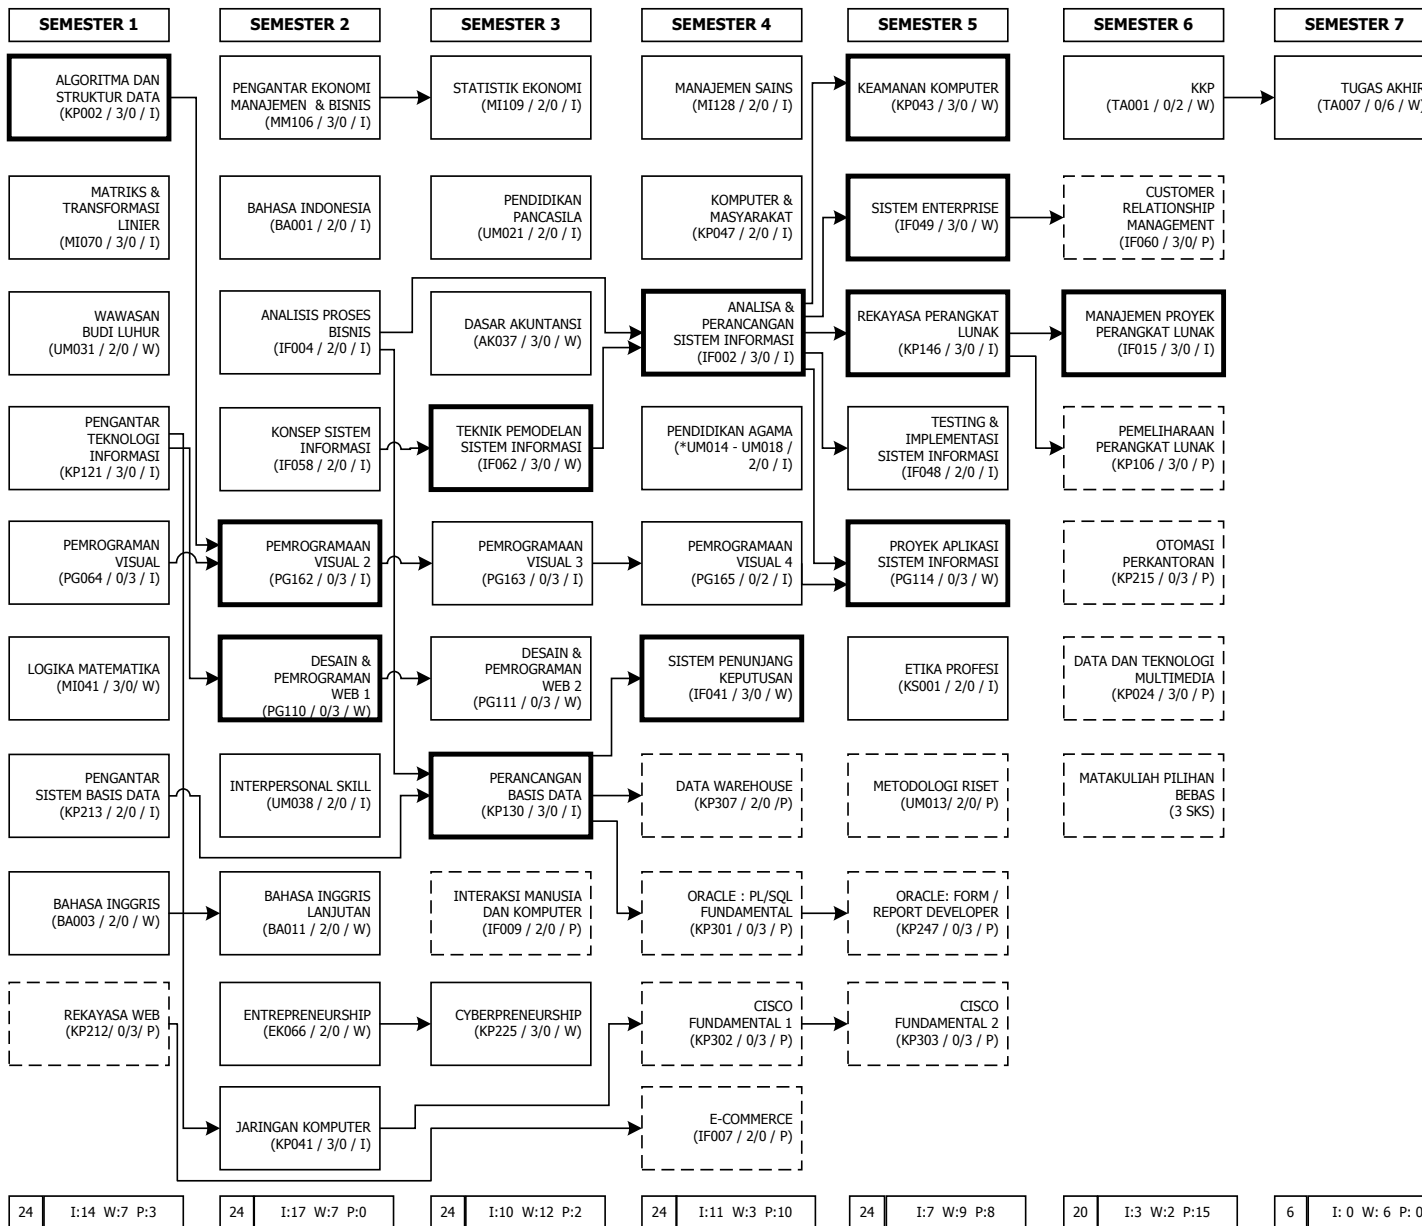 SEMESTER 1
SEMESTER 2
SEMESTER 3
SEMESTER 4
SEMESTER 5
SEMESTER 6
SEMESTER 7
ALGORITMA DAN
STRUKTUR DATA
(KP002 / 3/0 / I)
PENGANTAR EKONOMI
MANAJEMEN & BISNIS
(MM106 / 3/0 / I)
STATISTIK EKONOMI
(MI109 / 2/0 / I)
MANAJEMEN SAINS
(MI128 / 2/0 / I)
KEAMANAN KOMPUTER
(KP043 / 3/0 / W)
KKP
(TA001 / 0/2 / W)
TUGAS AKHIR
(TA007 / 0/6 / W)
MATRIKS &
TRANSFORMASI
LINIER
(MI070 / 3/0 / I)
BAHASA INDONESIA
(BA001 / 2/0 / I)
PENDIDIKAN
PANCASILA
(UM021 / 2/0 / I)
KOMPUTER &
MASYARAKAT
(KP047 / 2/0 / I)
SISTEM ENTERPRISE
(IF049 / 3/0 / W)
CUSTOMER
RELATIONSHIP
MANAGEMENT
(IF060 / 3/0/ P)
WAWASAN
BUDI LUHUR
(UM031 / 2/0 / W)
ANALISIS PROSES
BISNIS
(IF004 / 2/0 / I)
DASAR AKUNTANSI
(AK037 / 3/0 / W)
ANALISA &
PERANCANGAN
SISTEM INFORMASI
(IF002 / 3/0 / I)
REKAYASA PERANGKAT
LUNAK
(KP146 / 3/0 / I)
MANAJEMEN PROYEK
PERANGKAT LUNAK
(IF015 / 3/0 / I)
PENGANTAR
TEKNOLOGI
INFORMASI
(KP121 / 3/0 / I)
KONSEP SISTEM
INFORMASI
(IF058 / 2/0 / I)
TEKNIK PEMODELAN
SISTEM INFORMASI
(IF062 / 3/0 / W)
PENDIDIKAN AGAMA
(*UM014 - UM018 /
2/0 / I)
TESTING &
IMPLEMENTASI
SISTEM INFORMASI
(IF048 / 2/0 / I)
PEMELIHARAAN
PERANGKAT LUNAK
(KP106 / 3/0 / P)
PEMROGRAMAN
VISUAL
(PG064 / 0/3 / I)
PEMROGRAMAAN
VISUAL 2
(PG162 / 0/3 / I)
PEMROGRAMAAN
VISUAL 3
(PG163 / 0/3 / I)
PEMROGRAMAAN
VISUAL 4
(PG165 / 0/2 / I)
PROYEK APLIKASI
SISTEM INFORMASI
(PG114 / 0/3 / W)
OTOMASI
PERKANTORAN
(KP215 / 0/3 / P)
LOGIKA MATEMATIKA
(MI041 / 3/0/ W)
DESAIN &
PEMROGRAMAN
WEB 1
(PG110 / 0/3 / W)
DESAIN &
PEMROGRAMAN
WEB 2
(PG111 / 0/3 / W)
SISTEM PENUNJANG
KEPUTUSAN
(IF041 / 3/0 / W)
ETIKA PROFESI
(KS001 / 2/0 / I)
DATA DAN TEKNOLOGI
MULTIMEDIA
(KP024 / 3/0 / P)
PENGANTAR
SISTEM BASIS DATA
(KP213 / 2/0 / I)
INTERPERSONAL SKILL
(UM038 / 2/0 / I)
PERANCANGAN
BASIS DATA
(KP130 / 3/0 / I)
DATA WAREHOUSE
(KP307 / 2/0 /P)
METODOLOGI RISET
(UM013/ 2/0/ P)
MATAKULIAH PILIHAN
BEBAS
(3 SKS)
BAHASA INGGRIS
(BA003 / 2/0 / W)
BAHASA INGGRIS
LANJUTAN
(BA011 / 2/0 / W)
INTERAKSI MANUSIA
DAN KOMPUTER
(IF009 / 2/0 / P)
ORACLE : PL/SQL
FUNDAMENTAL
(KP301 / 0/3 / P)
ORACLE: FORM /
REPORT DEVELOPER
(KP247 / 0/3 / P)
REKAYASA WEB
(KP212/ 0/3/ P)
ENTREPRENEURSHIP
(EK066 / 2/0 / W)
CYBERPRENEURSHIP
(KP225 / 3/0 / W)
CISCO
FUNDAMENTAL 1
(KP302 / 0/3 / P)
CISCO
FUNDAMENTAL 2
(KP303 / 0/3 / P)
JARINGAN KOMPUTER
(KP041 / 3/0 / I)
E-COMMERCE
(IF007 / 2/0 / P)
24 I:14 W:7 P:3
24 I:17 W:7 P:0
24 I:10 W:12 P:2
24 I:11 W:3 P:10
24 I:7 W:9 P:8
20 I:3 W:2 P:15
6 I: 0 W: 6 P: 0